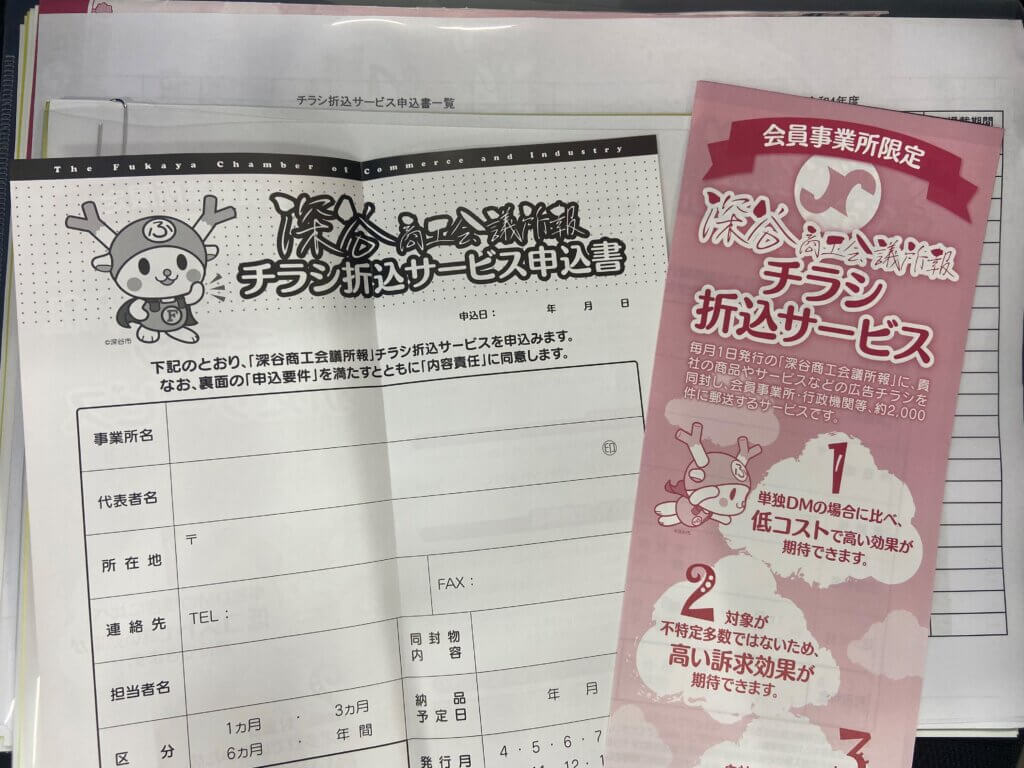 チラシ折込サービス申込書一覧
年度
The Fukaya Chamber of Commerce and Industry
深谷商工会議所報
チラシ折込サービス申込書
©深谷市
申込日： 年 月 日
下記のとおり、「深谷商工会議所報」チラシ折込サービスを申込みます。
なお、裏面の「申込要件」を満たすとともに「内容責任」に同意します。
事業所名
代表者名 ㊞
所在地 〒
連絡先 TEL： FAX：
担当者名 同封物内容
納品予定日 年 月
区分 1カ月 ・ 3カ月
6カ月 ・ 年間
発行月 4・5・6・7
会員事業所限定
深谷商工会議所報
チラシ
折込サービス
毎月1日発行の「深谷商工会議所報」に、貴
社の商品やサービスなどの広告チラシを
同封し、会員事業所・行政機関等、約2,000
件に郵送するサービスです。
1
単独DMの場合に比べ、
低コストで高い効果が
期待できます。
2
対象が
不特定多数ではないため、
高い訴求効果が
期待できます。
3